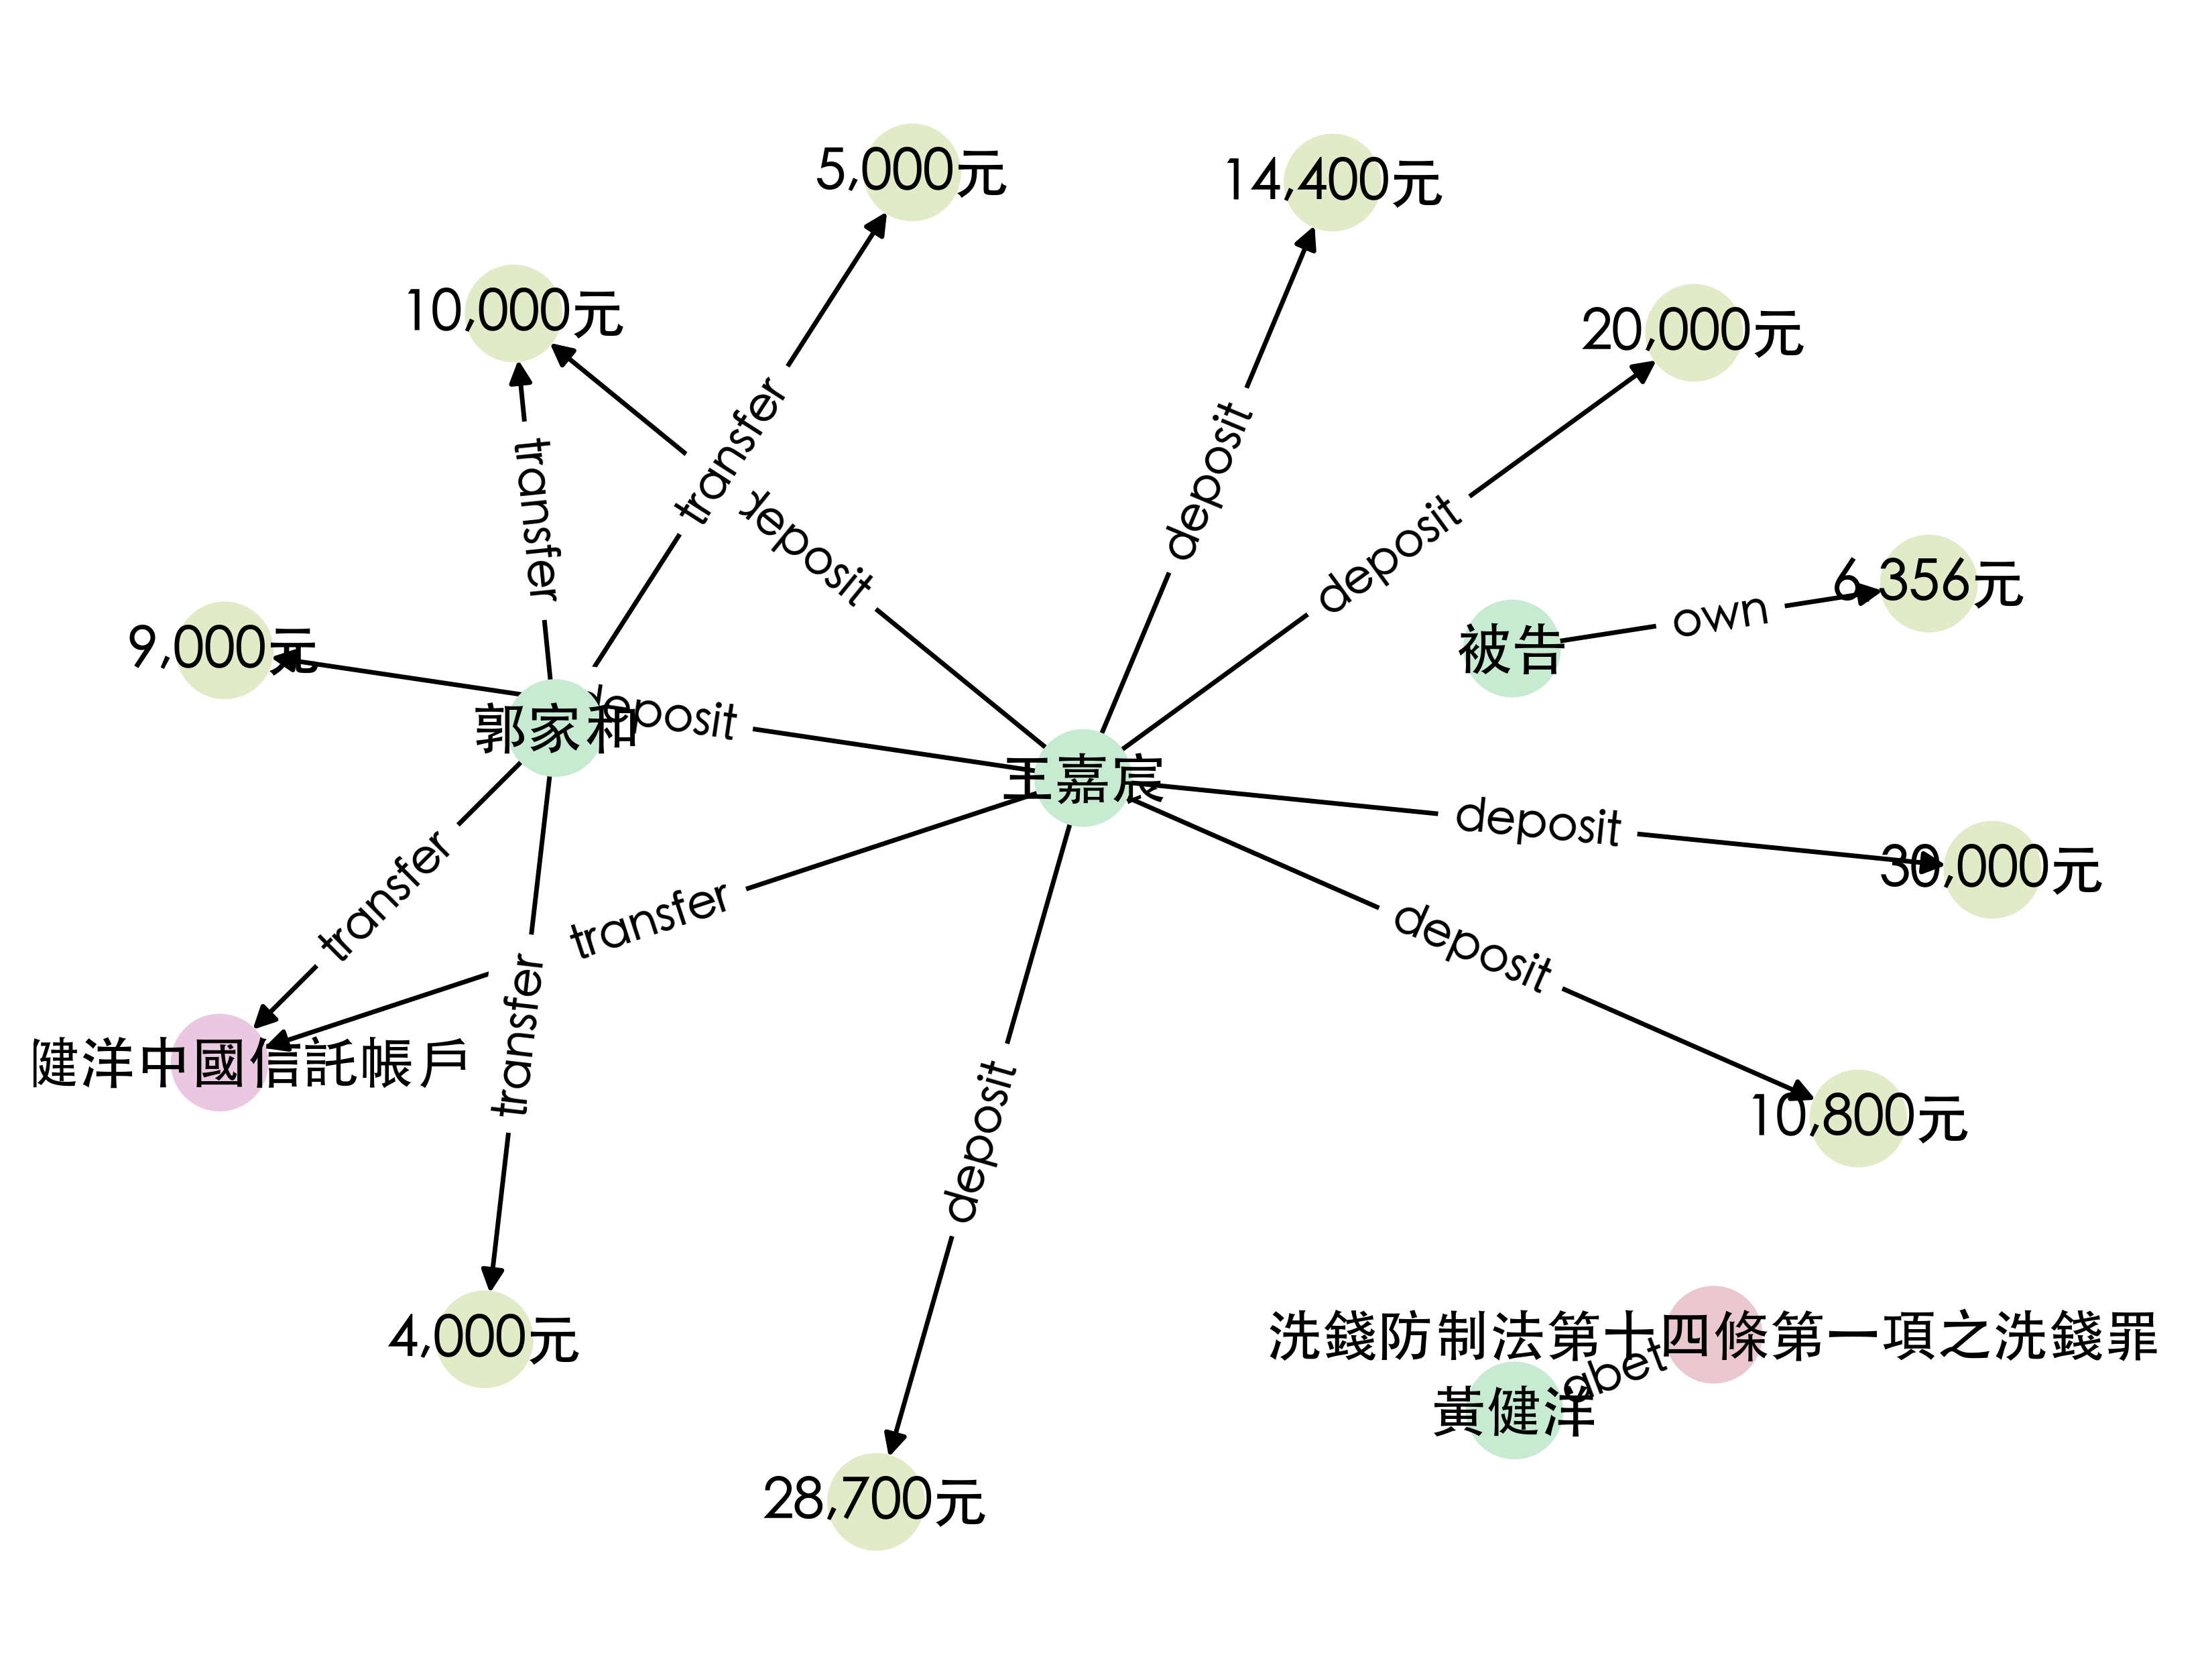 5,000元
14,400元
10,000元
20,000元
transfer
deposit
transfer
deposit
deposit
6,356元
own
被告
9,000元
郭家和
deposit
王嘉宸
deposit
30,000元
transfer
transfer
deposit
健洋中國信託帳戶
transfer
10,800元
deposit
4,000元
洗錢防制法第十四條第一項之洗錢罪
abet
黃健洋
28,700元